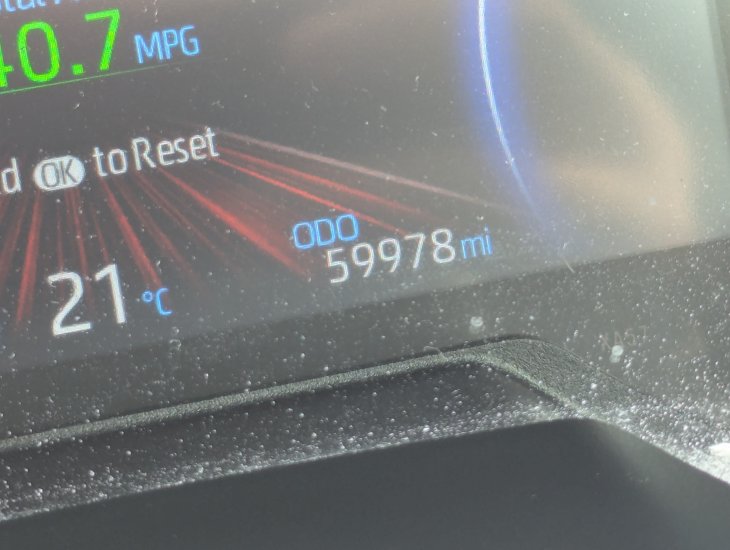 40.7 MPG
OK to Reset
ODO
59978 mi
21 °C